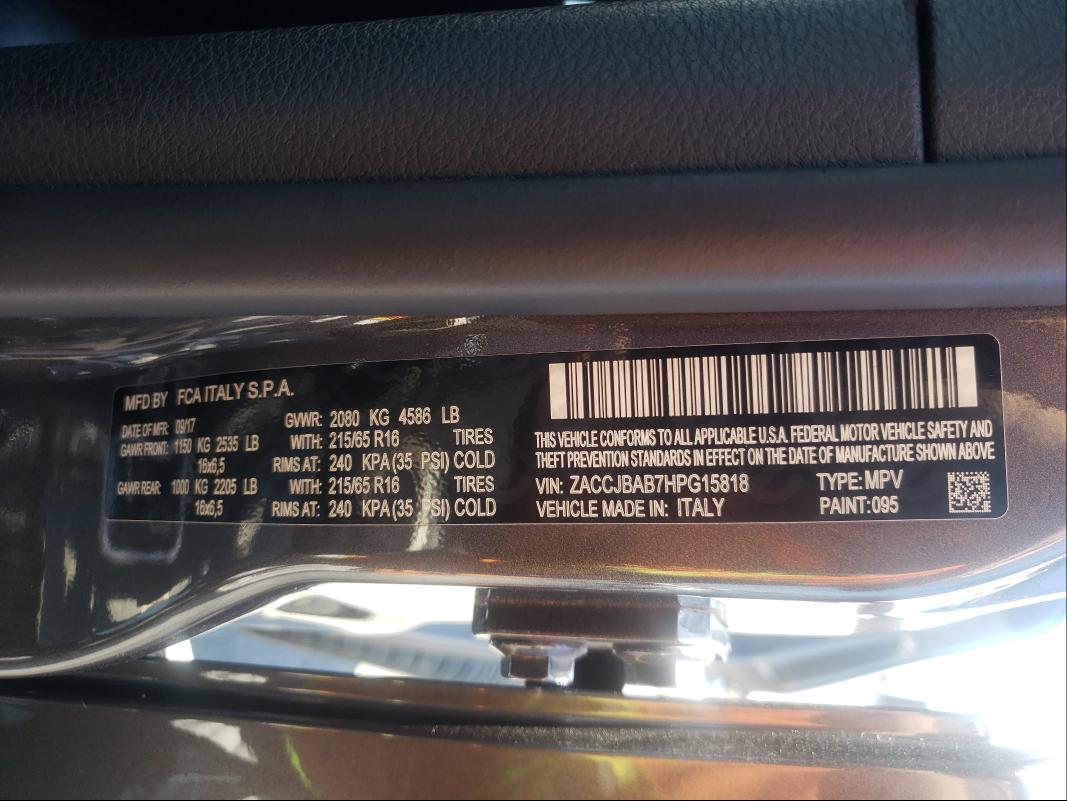 MFD BY FCA ITALY S.P.A.
DATE OF MFR: 09/17
GVWR: 2080 KG 4586 LB
GAWR FRONT: 1150 KG 2535 LB WITH: 215/65 R16 TIRES
16x6,5 RIMS AT: 240 KPA (35 PSI) COLD
GAWR REAR: 1000 KG 2205 LB WITH: 215/65 R16 TIRES
16x6,5 RIMS AT: 240 KPA (35 PSI) COLD
THIS VEHICLE CONFORMS TO ALL APPLICABLE U.S.A. FEDERAL MOTOR VEHICLE SAFETY AND
THEFT PREVENTION STANDARDS IN EFFECT ON THE DATE OF MANUFACTURE SHOWN ABOVE
VIN: ZACCJBAB7HPG15818 TYPE: MPV
VEHICLE MADE IN: ITALY PAINT: 095